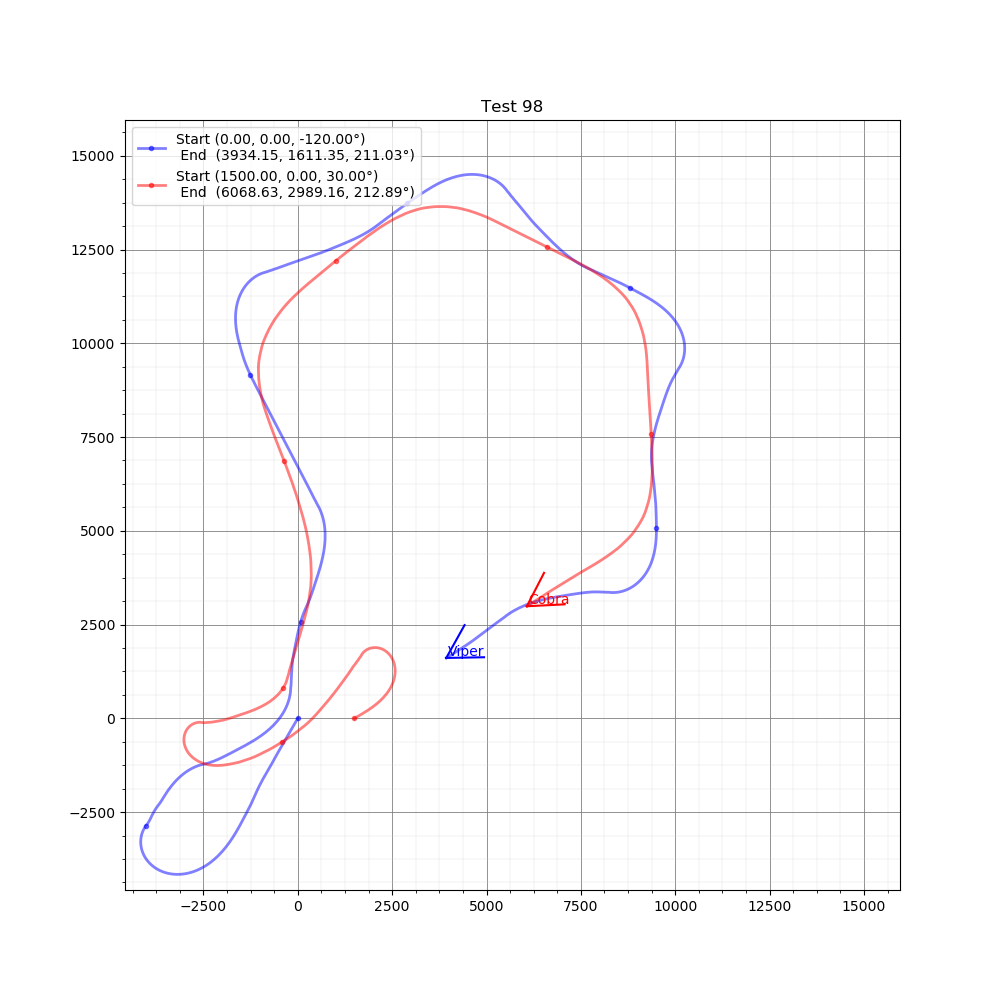 Test 98
Start (0.00, 0.00, -120.00°)
End  (3934.15, 1611.35, 211.03°)
Start (1500.00, 0.00, 30.00°)
End  (6068.63, 2989.16, 212.89°)
15000
12500
10000
7500
5000
2500
0
−2500
Cobra
Viper
−2500 0 2500 5000 7500 10000 12500 15000